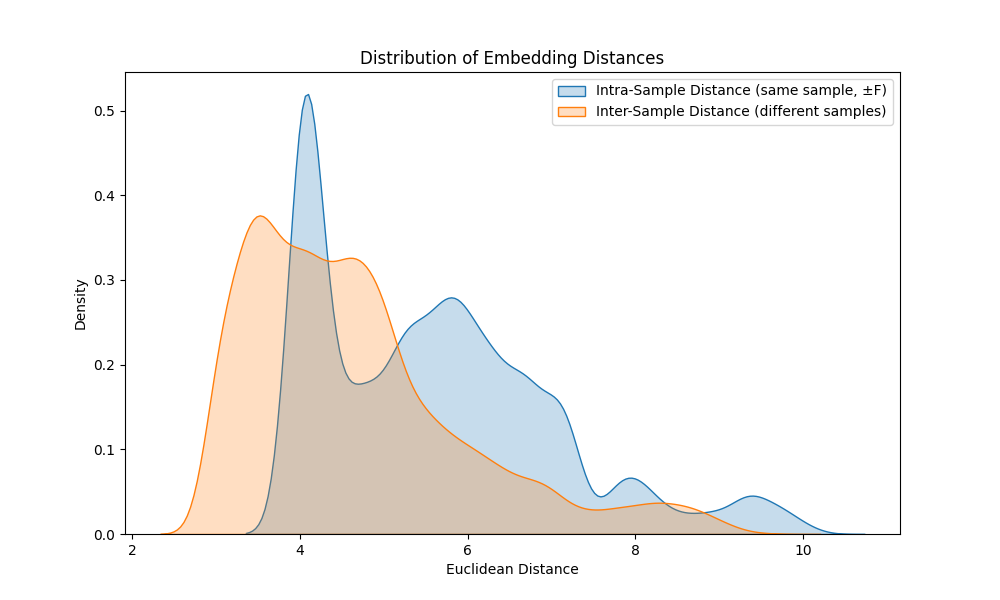 Distribution of Embedding Distances
Intra-Sample Distance (same sample, ±F)
Inter-Sample Distance (different samples)
Density
0.5
0.4
0.3
0.2
0.1
0.0
2 4 6 8 10
Euclidean Distance